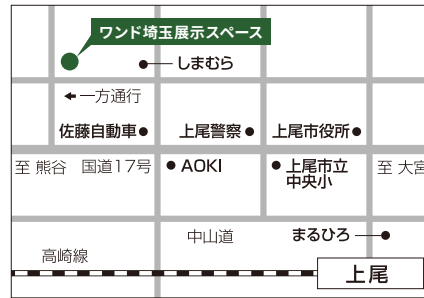 ワンド埼玉展示スペース
しまむら
一方通行
佐藤自動車
上尾警察
上尾市役所
至 熊谷
国道17号
AOKI
上尾市立
中央小
至 大宮
中山道
まるひろ
高崎線
上尾